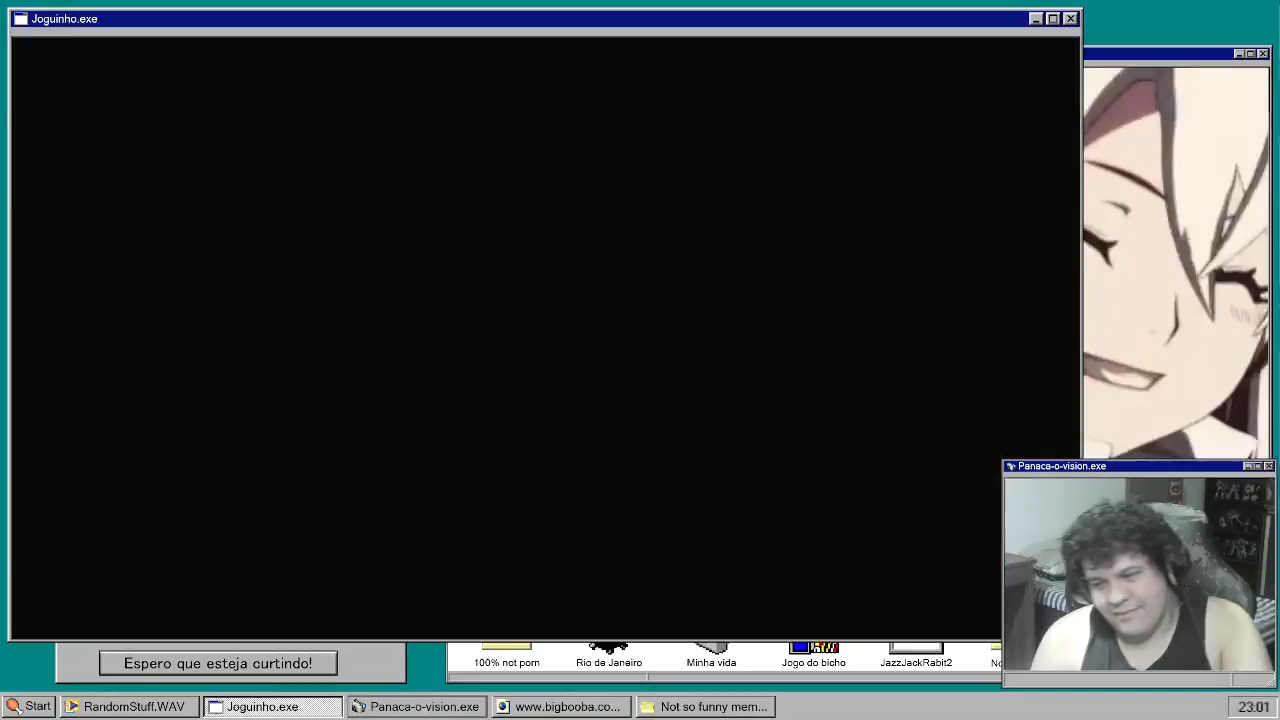 Joguinho.exe
Panaca-o-vision.exe
Espero que esteja curtindo!
100% not porn
Rio de Janeiro
Minha vida
Jogo do bicho
JazzJackRabit2
Start
RandomStuff.WAV
Joguinho.exe
Panaca-o-vision.exe
www.bigbooba.co...
Not so funny mem...
23:01